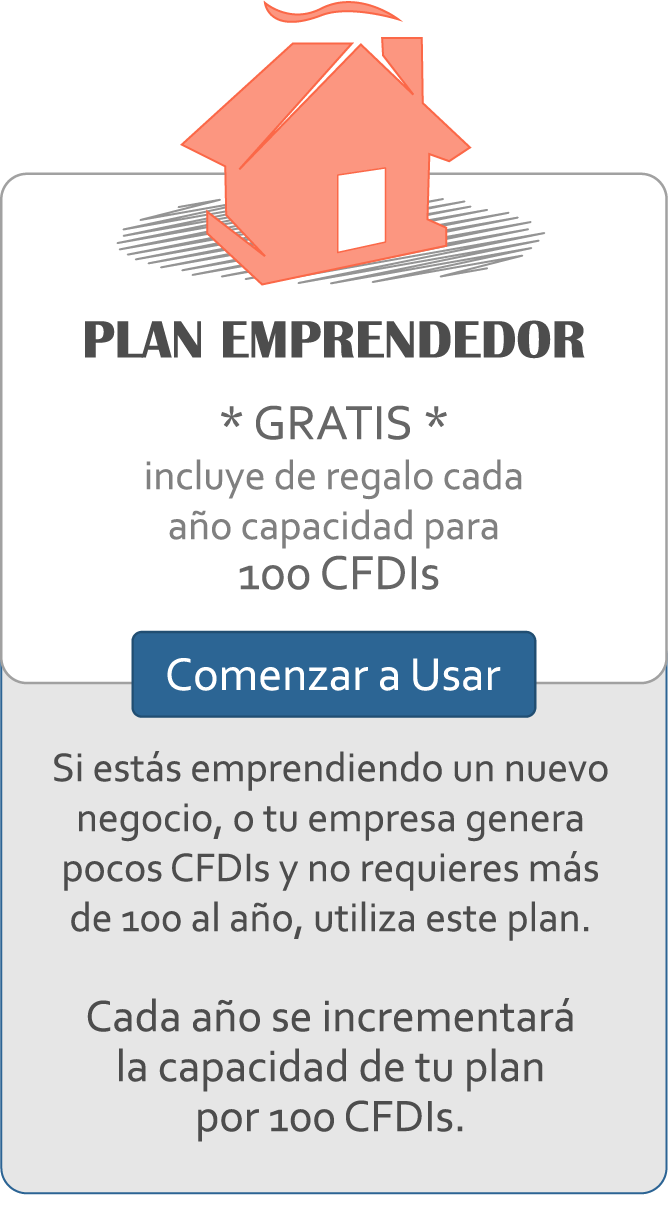 PLAN EMPRENDEDOR
* GRATIS *
incluye de regalo cada
año capacidad para
100 CFDIs
Comenzar a Usar
Si estás emprendiendo un nuevo
negocio, o tu empresa genera
pocos CFDIs y no requieres más
de 100 al año, utiliza este plan.
Cada año se incrementará
la capacidad de tu plan
por 100 CFDIs.